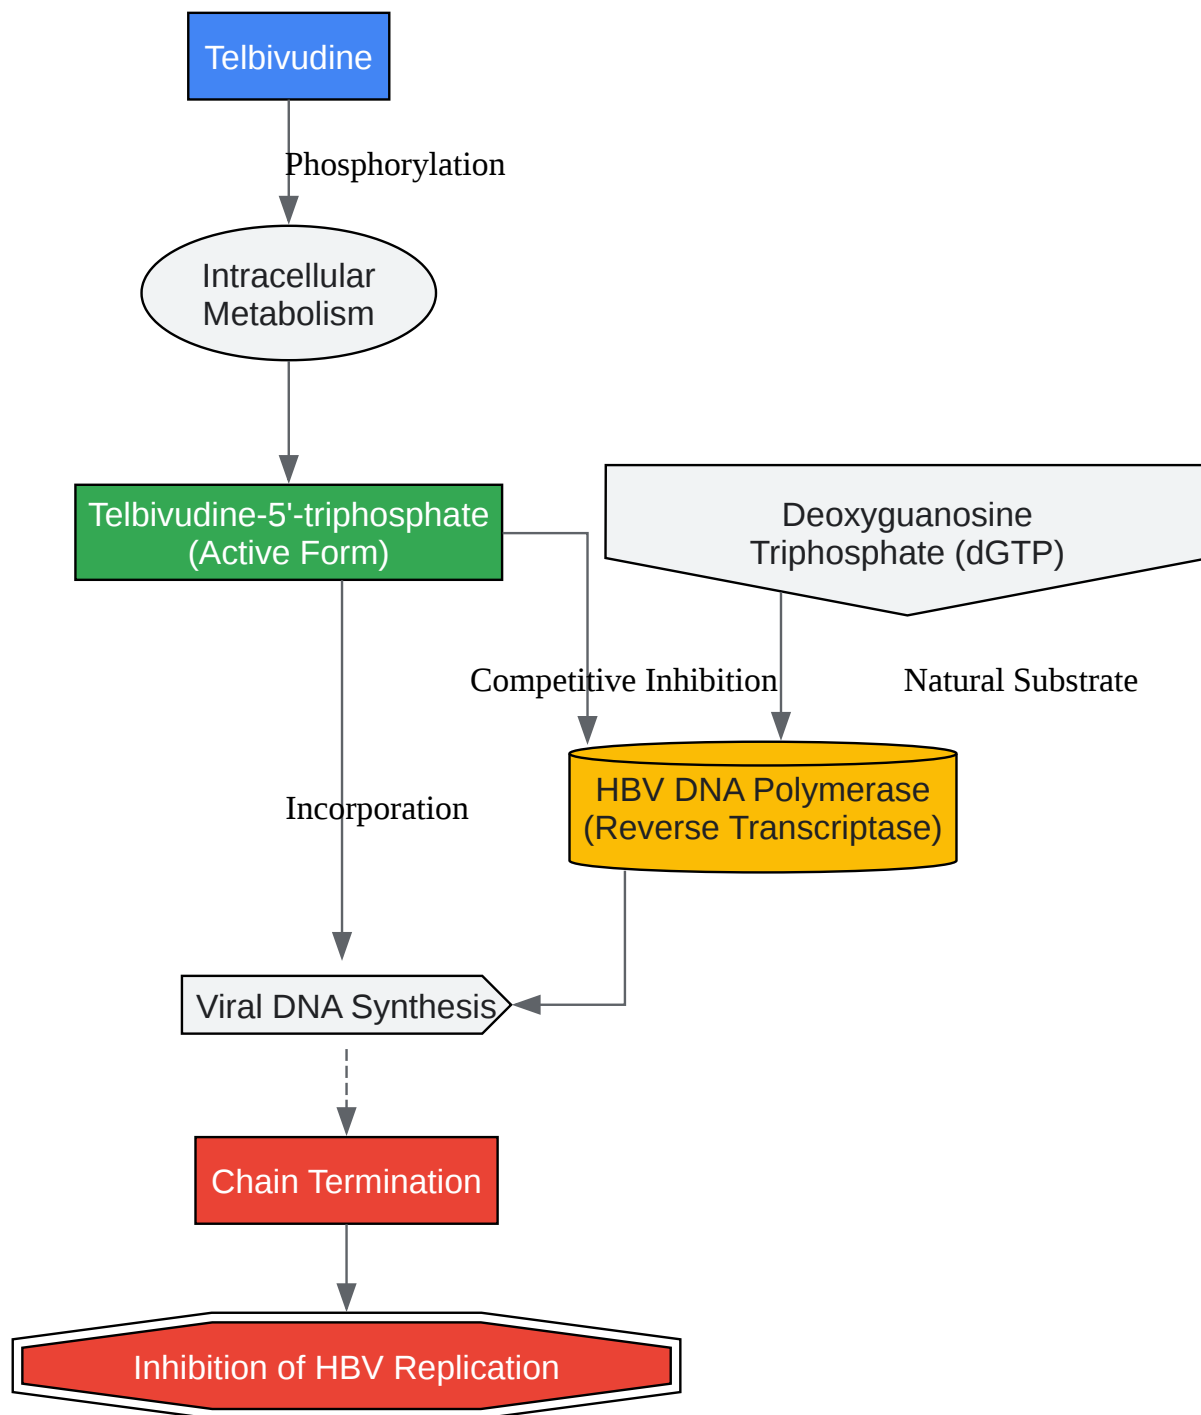 Telbivudine
Phosphorylation
Intracellular
Metabolism
Telbivudine-5'-triphosphate
(Active Form)
Deoxyguanosine
Triphosphate (dGTP)
Competitive Inhibition
Natural Substrate
HBV DNA Polymerase
(Reverse Transcriptase)
Incorporation
Viral DNA Synthesis
Chain Termination
Inhibition of HBV Replication